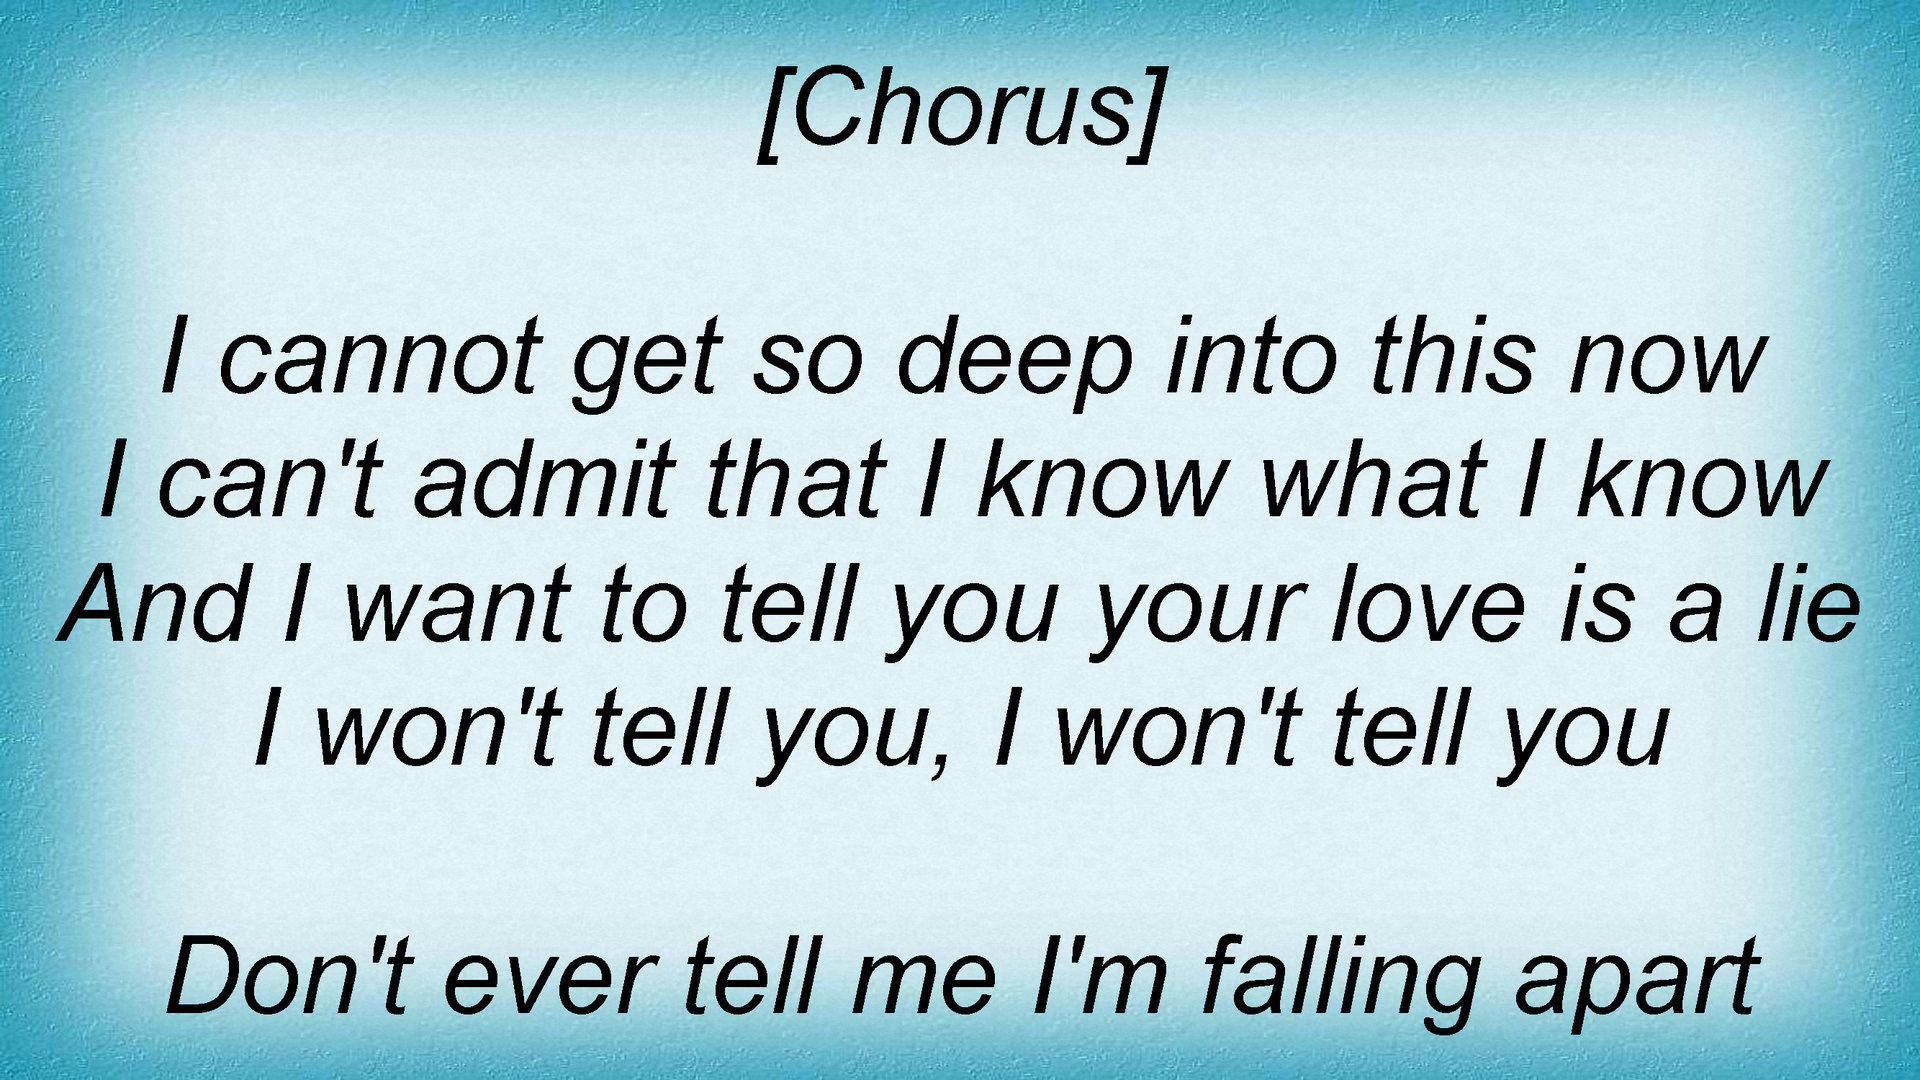 [Chorus]
I cannot get so deep into this now
I can't admit that I know what I know
And I want to tell you your love is a lie
I won't tell you, I won't tell you
Don't ever tell me I'm falling apart